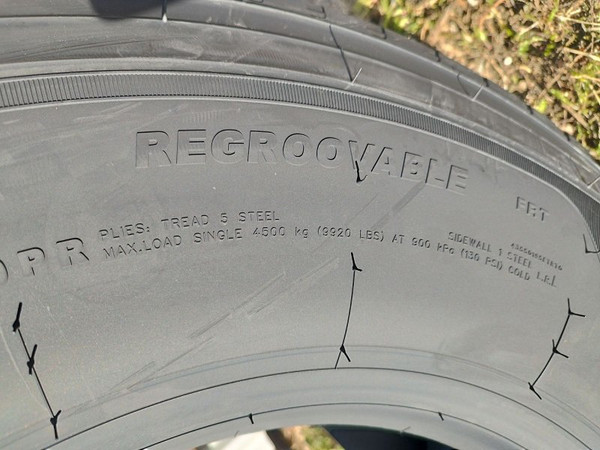 REGROOVABLE
FRT
PR PLIES: TREAD 5 STEEL SIDEWALL 1 STEEL
MAX.LOAD SINGLE 4500 kg (9920 LBS) AT 900 kPa (130 PSI) COLD